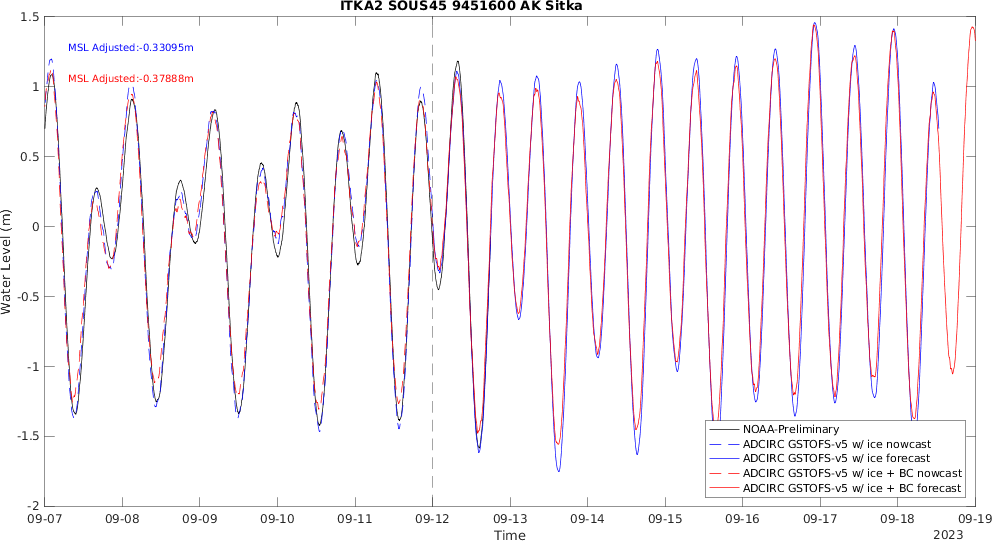 ITKA2 SOUS45 9451600 AK Sitka
1.5
MSL Adjusted:-0.33095m
MSL Adjusted:-0.37888m
1
0.5
0
-0.5
-1
-1.5
-2
Water Level (m)
NOAA-Preliminary
ADCIRC GSTOFS-v5 w/ ice nowcast
ADCIRC GSTOFS-v5 w/ ice forecast
ADCIRC GSTOFS-v5 w/ ice + BC nowcast
ADCIRC GSTOFS-v5 w/ ice + BC forecast
09-07 09-08 09-09 09-10 09-11 09-12 09-13 09-14 09-15 09-16 09-17 09-18 09-19
Time
2023